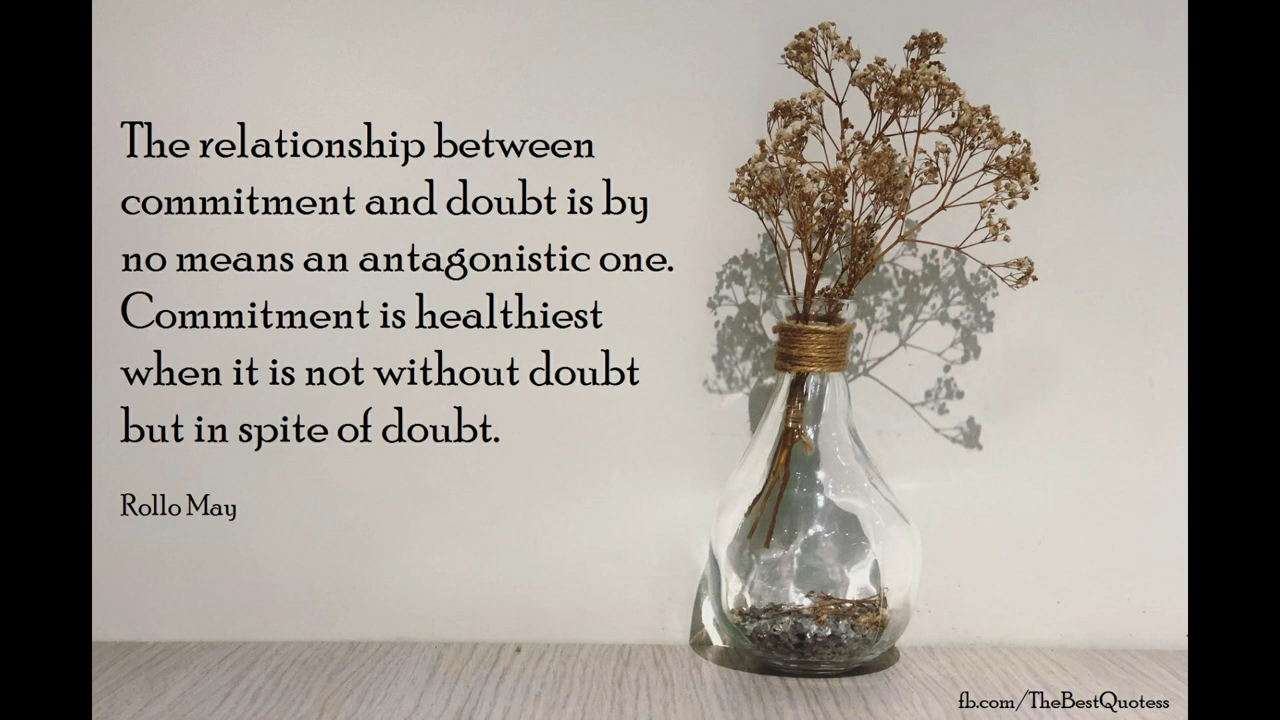 The relationship between
commitment and doubt is by
no means an antagonistic one.
Commitment is healthiest
when it is not without doubt
but in spite of doubt.
Rollo May
fb.com/TheBestQuotess